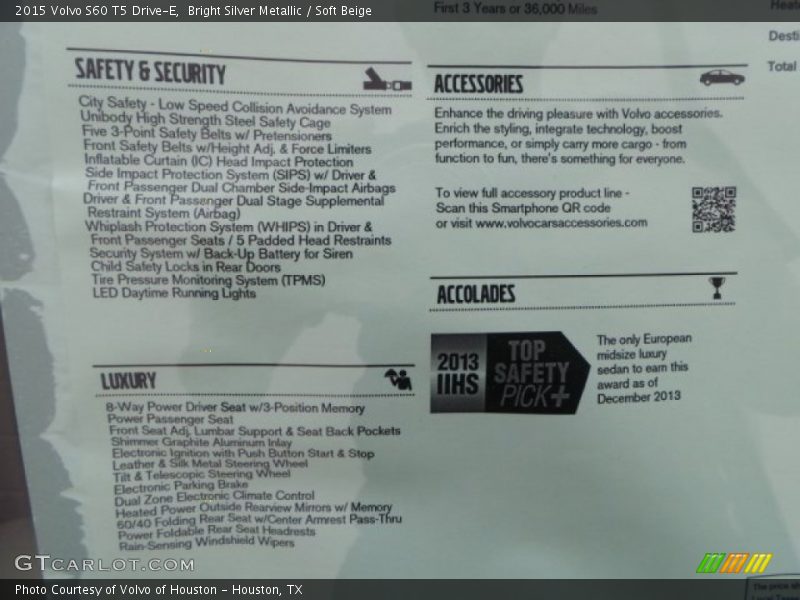 2015 Volvo S60 T5 Drive-E,  Bright Silver Metallic / Soft Beige
First 3 Years or 36,000 Miles
Total
SAFETY & SECURITY
City Safety - Low Speed Collision Avoidance System
Unibody High Strength Steel Safety Cage
Five 3-Point Safety Belts w/ Pretensioners
Front Safety Belts w/Height Adj. & Force Limiters
Inflatable Curtain (IC) Head Impact Protection
Side Impact Protection System (SIPS) w/ Driver &
Front Passenger Dual Chamber Side-Impact Airbags
Driver & Front Passenger Dual Stage Supplemental
Restraint System (Airbag)
Whiplash Protection System (WHIPS) in Driver &
Front Passenger Seats / 5 Padded Head Restraints
Security System w/ Back-Up Battery for Siren
Child Safety Locks in Rear Doors
Tire Pressure Monitoring System (TPMS)
LED Daytime Running Lights
LUXURY
8-Way Power Driver Seat w/3-Position Memory
Power Passenger Seat
Front Seat Adj. Lumbar Support & Seat Back Pockets
Shimmer Graphite Aluminum Inlay
Electronic Ignition with Push Button Start & Stop
Leather & Silk Metal Steering Wheel
Tilt & Telescopic Steering Wheel
Electronic Parking Brake
Dual Zone Electronic Climate Control
Heated Power Outside Rearview Mirrors w/ Memory
60/40 Folding Rear Seat w/Center Armrest Pass-Thru
Power Foldable Rear Seat Headrests
Rain-Sensing Windshield Wipers
ACCESSORIES
Enhance the driving pleasure with Volvo accessories.
Enrich the styling, integrate technology, boost
performance, or simply carry more cargo - from
function to fun, there's something for everyone.
To view full accessory product line -
Scan this Smartphone QR code
or visit www.volvocarsaccessories.com
ACCOLADES
2013
IIHS
TOP
SAFETY
PICK+
The only European
midsize luxury
sedan to earn this
award as of
December 2013
GTCARLOT.COM
Photo Courtesy of Volvo of Houston - Houston, TX